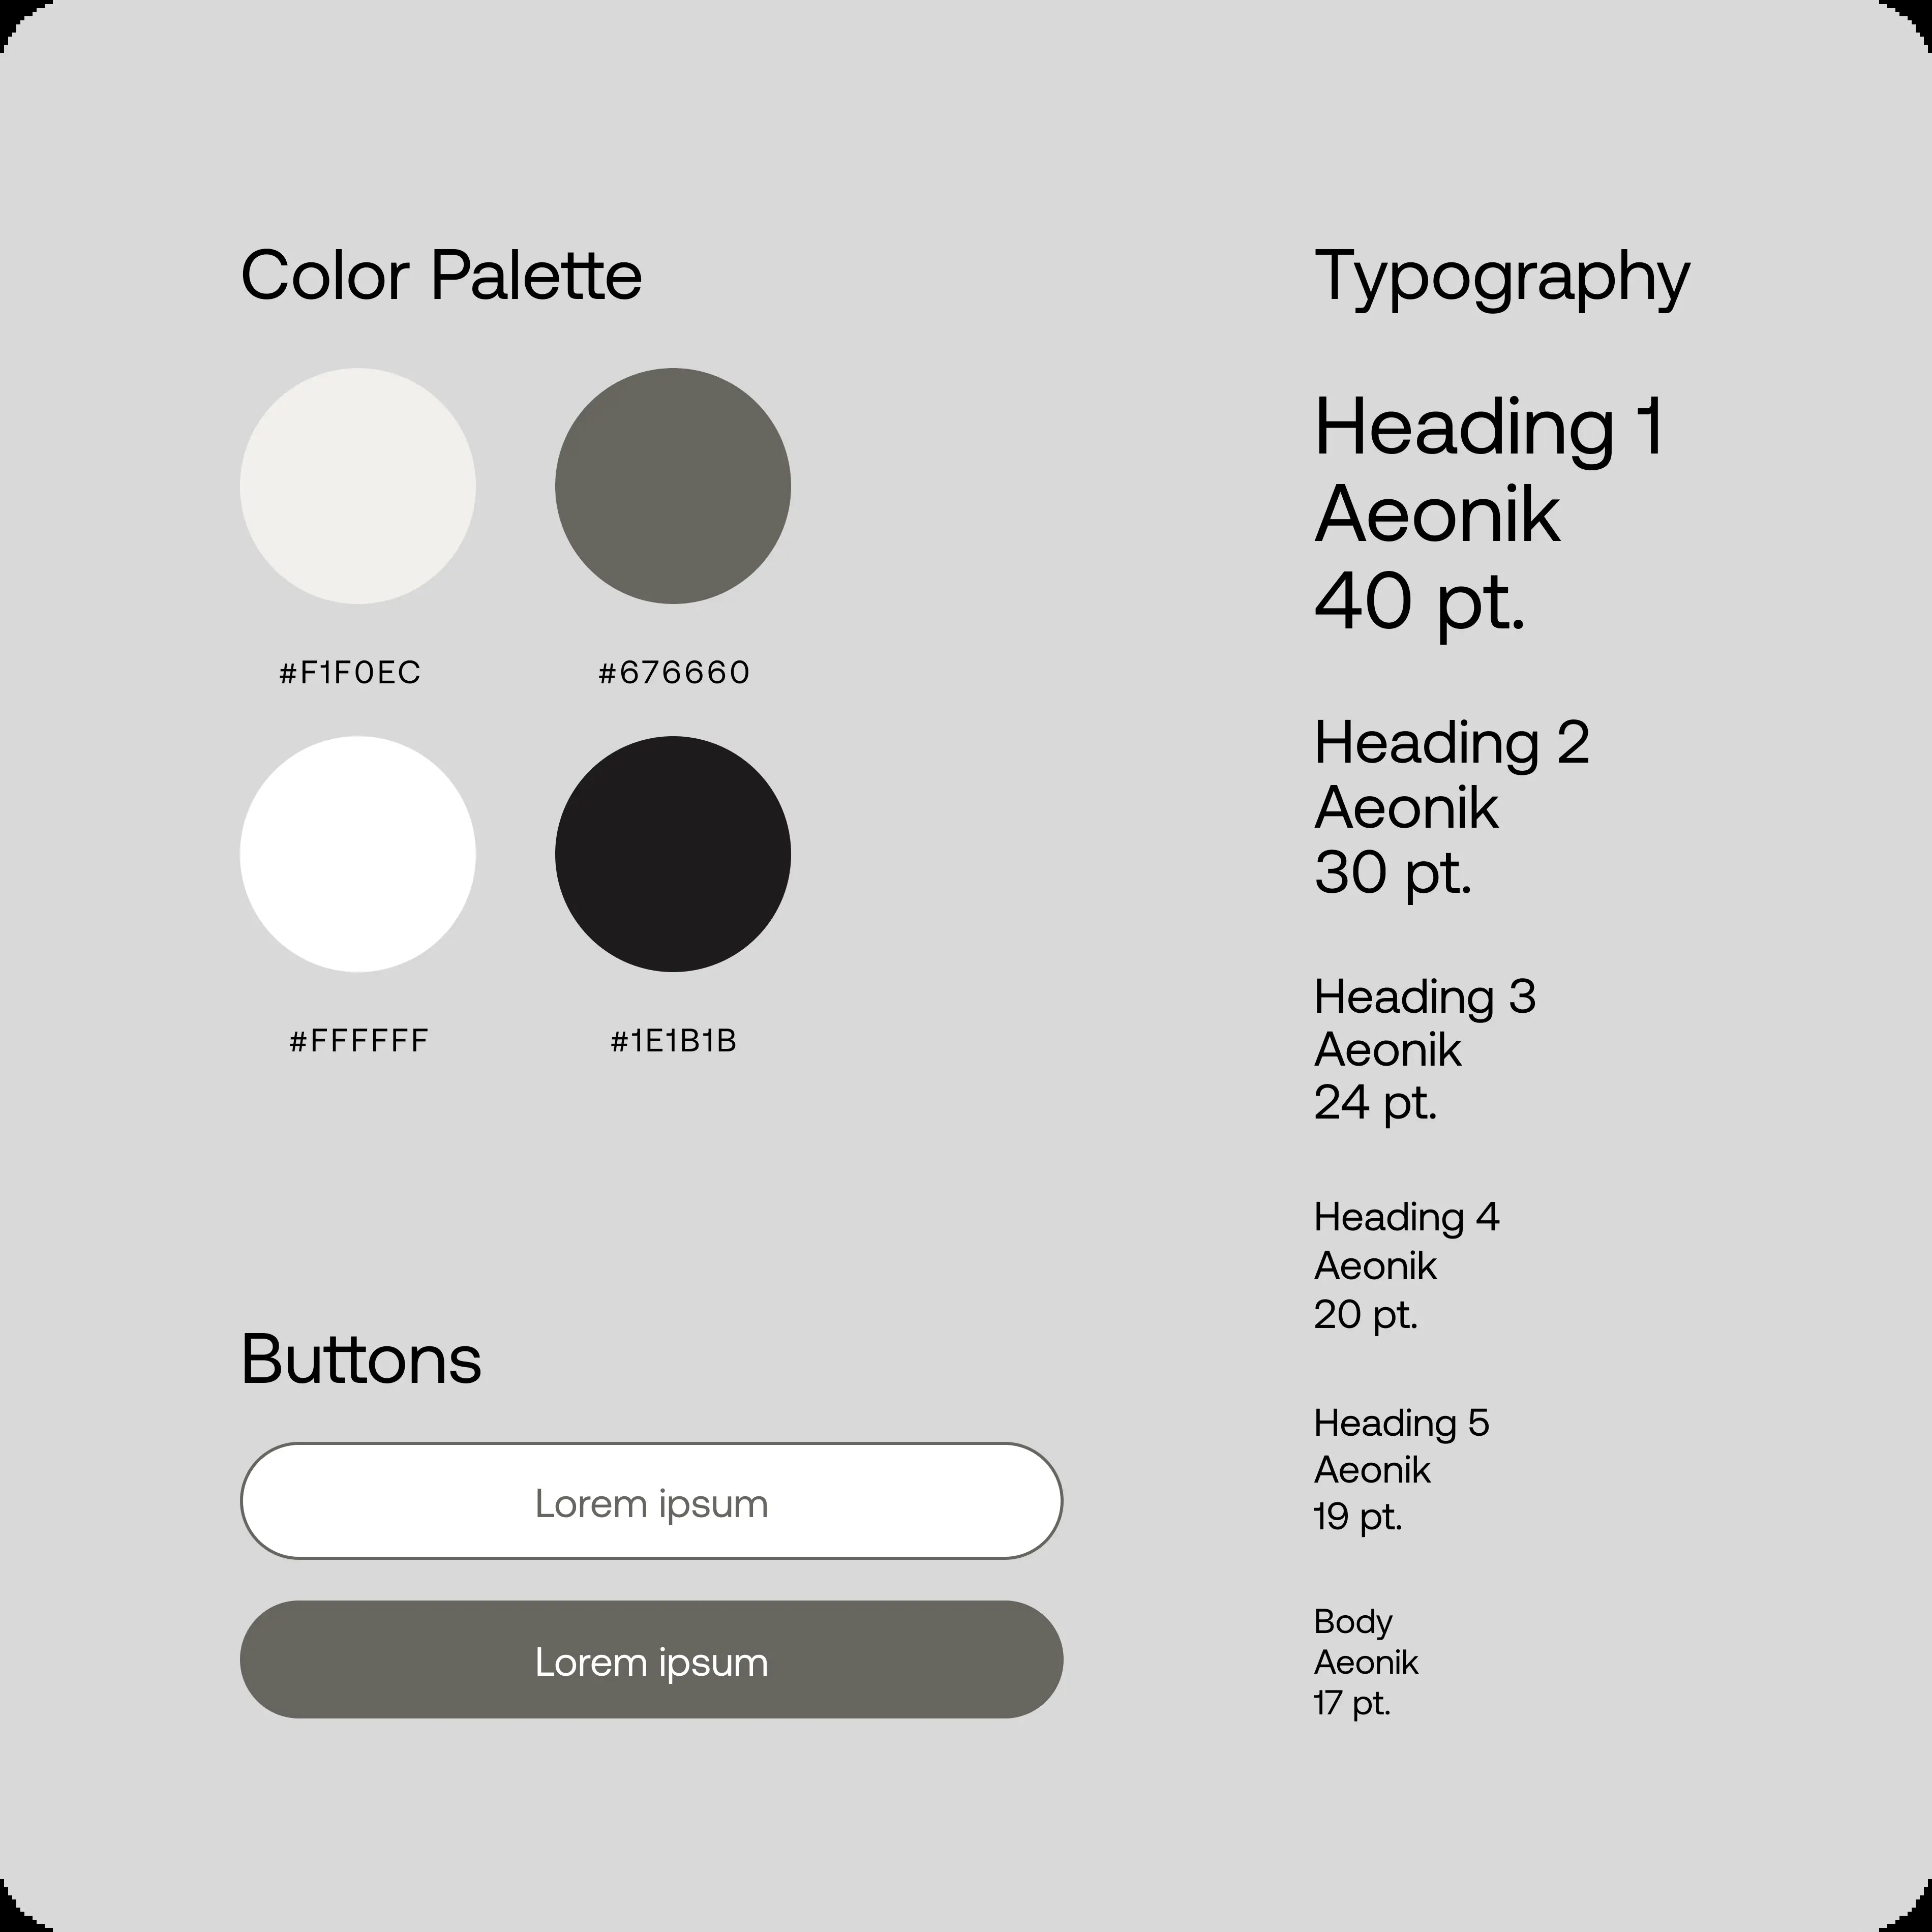 Color Palette
#F1F0EC
#676660
#FFFFFF
#1E1B1B
Buttons
Lorem ipsum
Lorem ipsum
Typography
Heading 1
Aeonik
40 pt.
Heading 2
Aeonik
30 pt.
Heading 3
Aeonik
24 pt.
Heading 4
Aeonik
20 pt.
Heading 5
Aeonik
19 pt.
Body
Aeonik
17 pt.